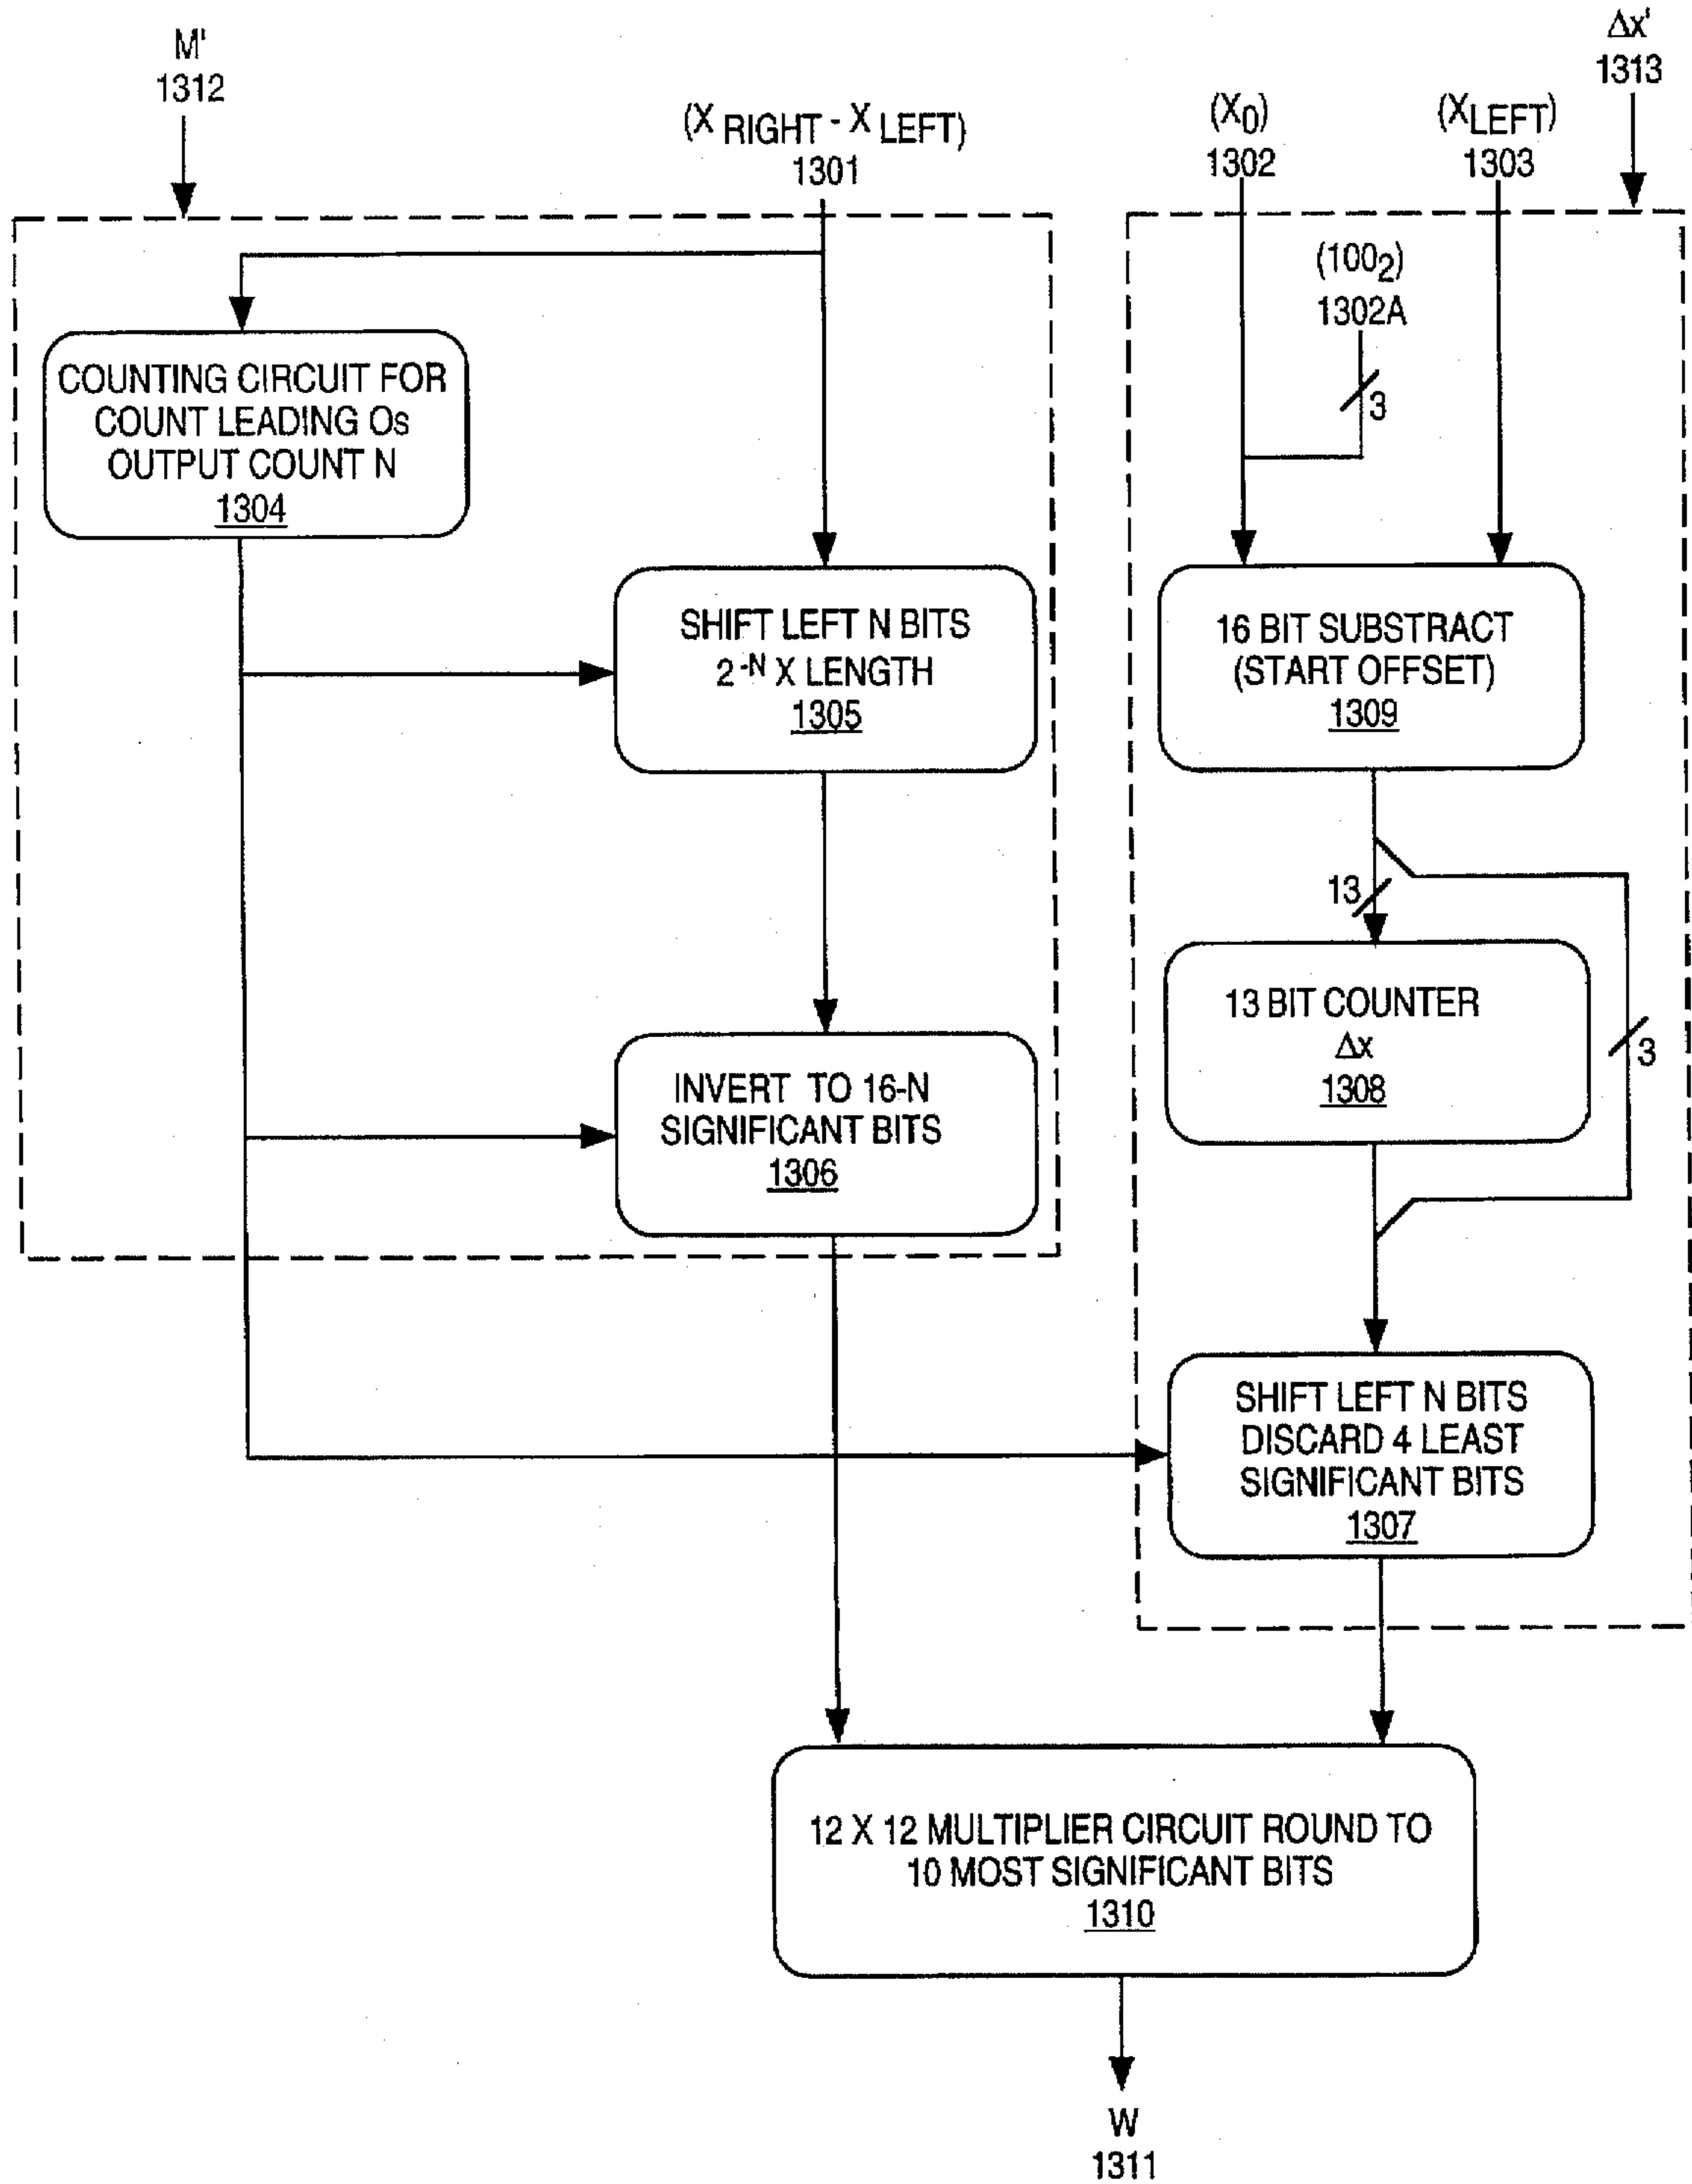 M'
1312
Δx'
1313
(X RIGHT - X LEFT)
1301
(X0)
1302
(XLEFT)
1303
(1002)
1302A
3
COUNTING CIRCUIT FOR
COUNT LEADING Os
OUTPUT COUNT N
1304
SHIFT LEFT N BITS
2 -N X LENGTH
1305
16 BIT SUBSTRACT
(START OFFSET)
1309
13
13 BIT COUNTER
Δx
1308
3
INVERT TO 16-N
SIGNIFICANT BITS
1306
SHIFT LEFT N BITS
DISCARD 4 LEAST
SIGNIFICANT BITS
1307
12 X 12 MULTIPLIER CIRCUIT ROUND TO
10 MOST SIGNIFICANT BITS
1310
W
1311